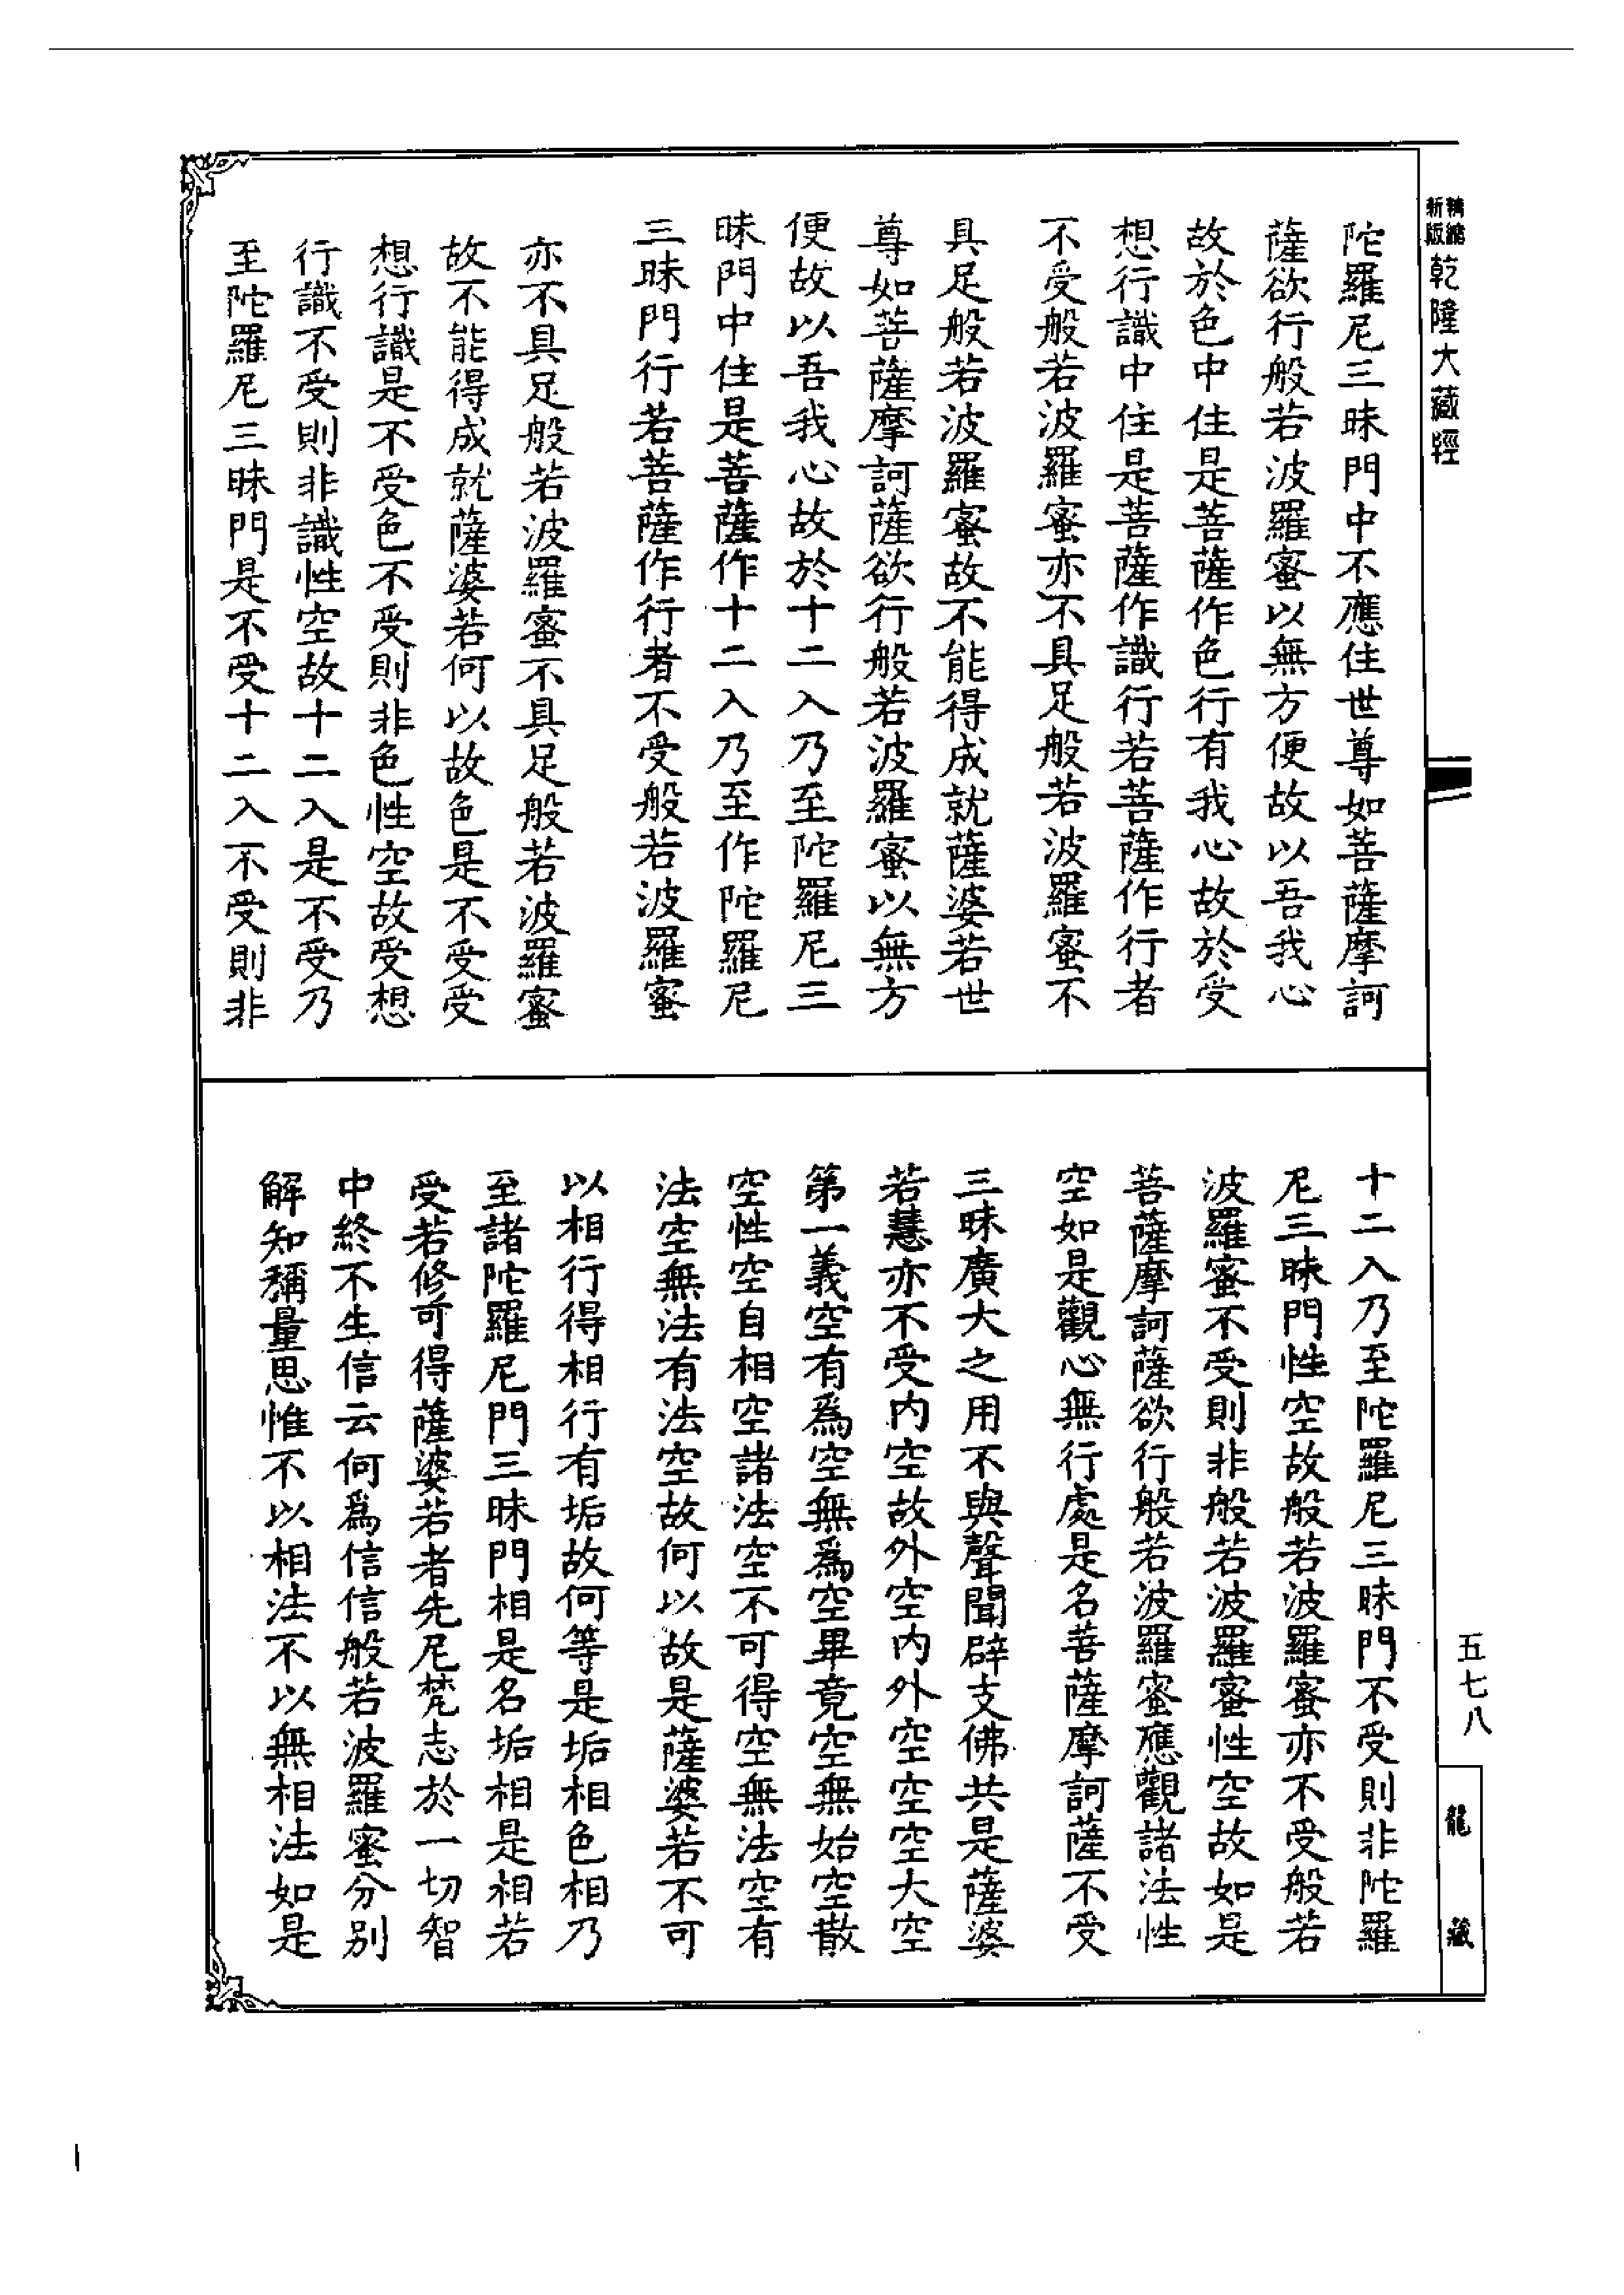 新版
精縮
乾隆大藏經
陀羅尼三昧門中不應住世尊如菩薩摩訶
薩欲行般若波羅蜜以無方便故以吾我心
故於色中住是菩薩作色行有我心故於受
想行識中住是菩薩作識行若菩薩作行者
不受般若波羅蜜亦不具足般若波羅蜜不
具足般若波羅蜜故不能得成就薩婆若世
尊如菩薩摩訶薩欲行般若波羅蜜以無方
便故以吾我心故於十二入乃至陀羅尼三
昧門中住是菩薩作十二入乃至作陀羅尼
三昧門行若菩薩作行者不受般若波羅蜜
亦不具足般若波羅蜜不具足般若波羅蜜
故不能得成就薩婆若何以故色是不受受
想行識是不受色不受則非色性空故受想
行識不受則非識性空故十二入是不受乃
至陀羅尼三昧門是不受十二入不受則非
十二入乃至陀羅尼三昧門不受則非陀羅
尼三昧門性空故般若波羅蜜亦不受般若
波羅蜜不受則非般若波羅蜜性空故如是
菩薩摩訶薩欲行般若波羅蜜應觀諸法性
空如是觀心無行處是名菩薩摩訶薩不受
三昧廣大之用不與聲聞辟支佛共是薩婆
若慧亦不受內空故外空內外空空空大空
第一義空有為空無為空畢竟空無始空散
空性空自相空諸法空不可得空無法空有
法空無法有法空故何以故是薩婆若不可
以相行得相行有垢故何等是垢相色相乃
至諸陀羅尼門三昧門相是名垢相是相若
受若修可得薩婆若者先尼梵志於一切智
中終不生信云何為信信般若波羅蜜分別
解知稱量思惟不以相法不以無相法如是
五七八
龍藏